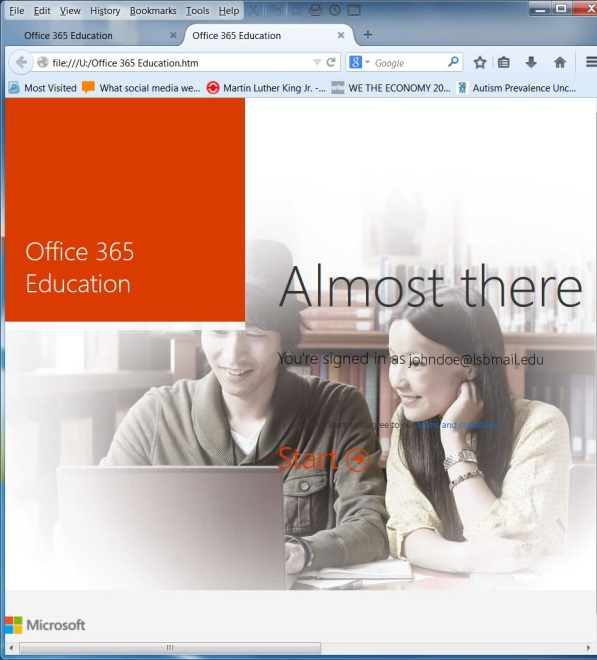 File Edit View History Bookmarks Tools Help
Office 365 Education
Office 365 Education
file:///U:/Office 365 Education.htm
Google
Most Visited
What social media we...
Martin Luther King Jr. -...
WE THE ECONOMY 20...
Autism Prevalence Unc...
Office 365
Education
Almost there
You're signed in as johndoe@lsbmail.edu
Start agree to our terms and conditions
Start
Microsoft